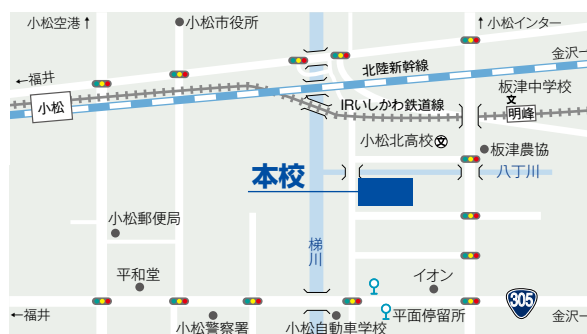 小松空港↑
小松市役所
↑小松インター
金沢→
北陸新幹線
←福井
板津中学校
文
小松
IRいしかわ鉄道線
明峰
小松北高校文
板津農協
八丁川
本校
小松郵便局
梯川
平和堂
イオン
305
←福井
小松警察署
小松自動車学校
平面停留所
金沢→